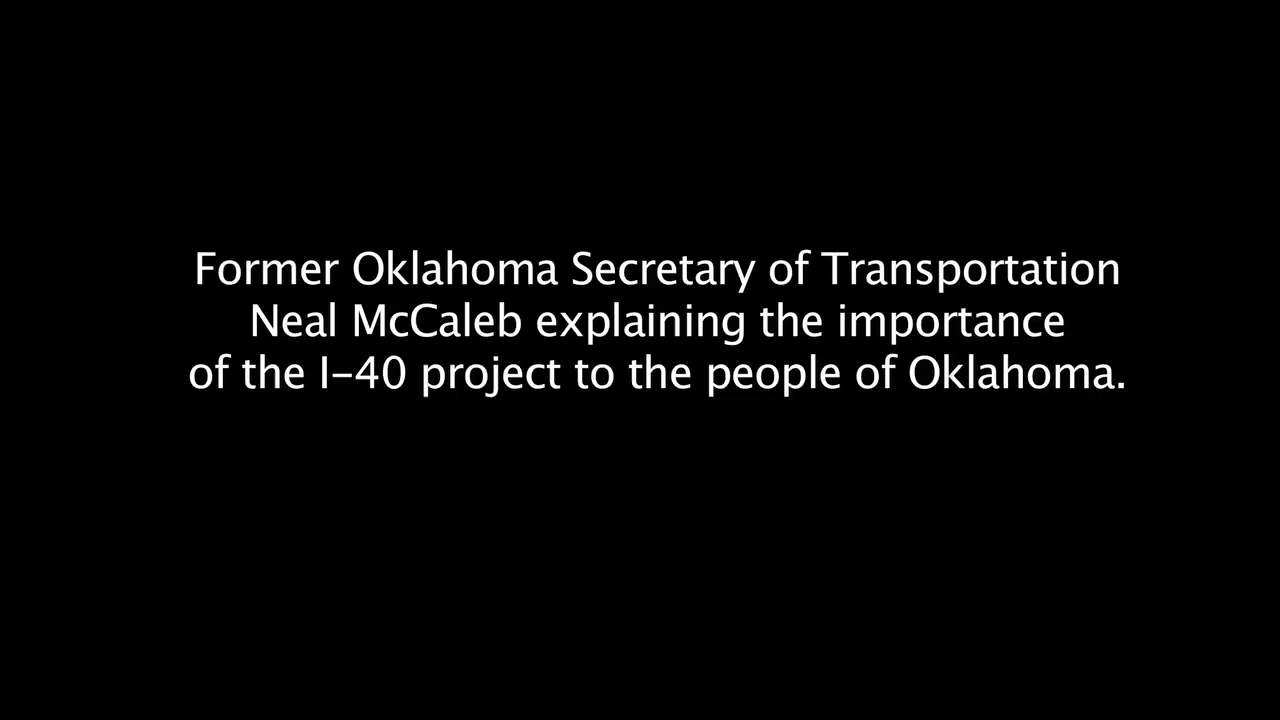 Former Oklahoma Secretary of Transportation
Neal McCaleb explaining the importance
of the I-40 project to the people of Oklahoma.